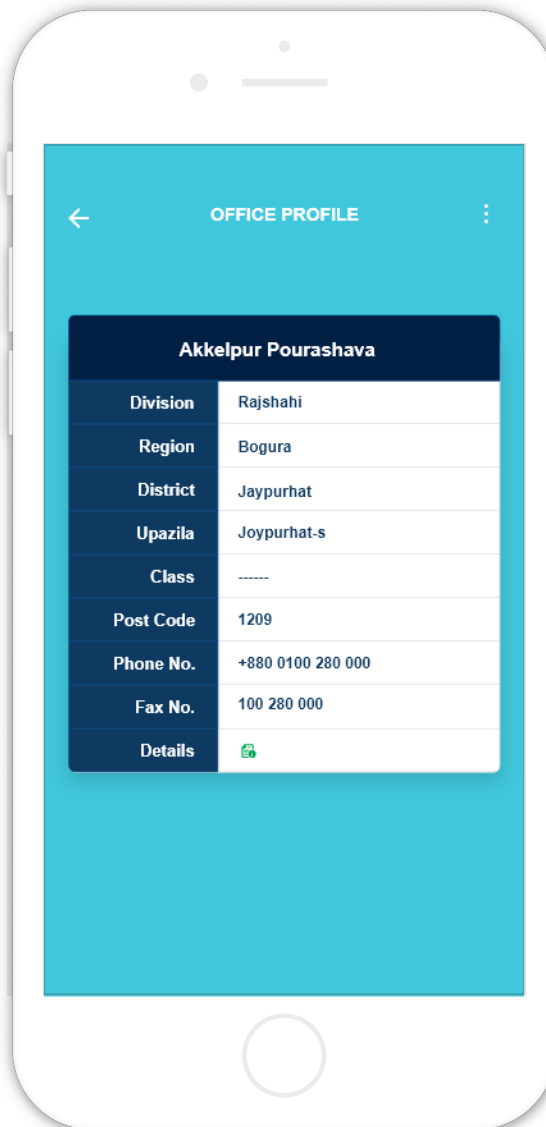 OFFICE PROFILE
Akkelpur Pourashava
Division Rajshahi
Region Bogura
District Jaypurhat
Upazila Joypurhat-s
Class ------
Post Code 1209
Phone No. +880 0100 280 000
Fax No. 100 280 000
Details